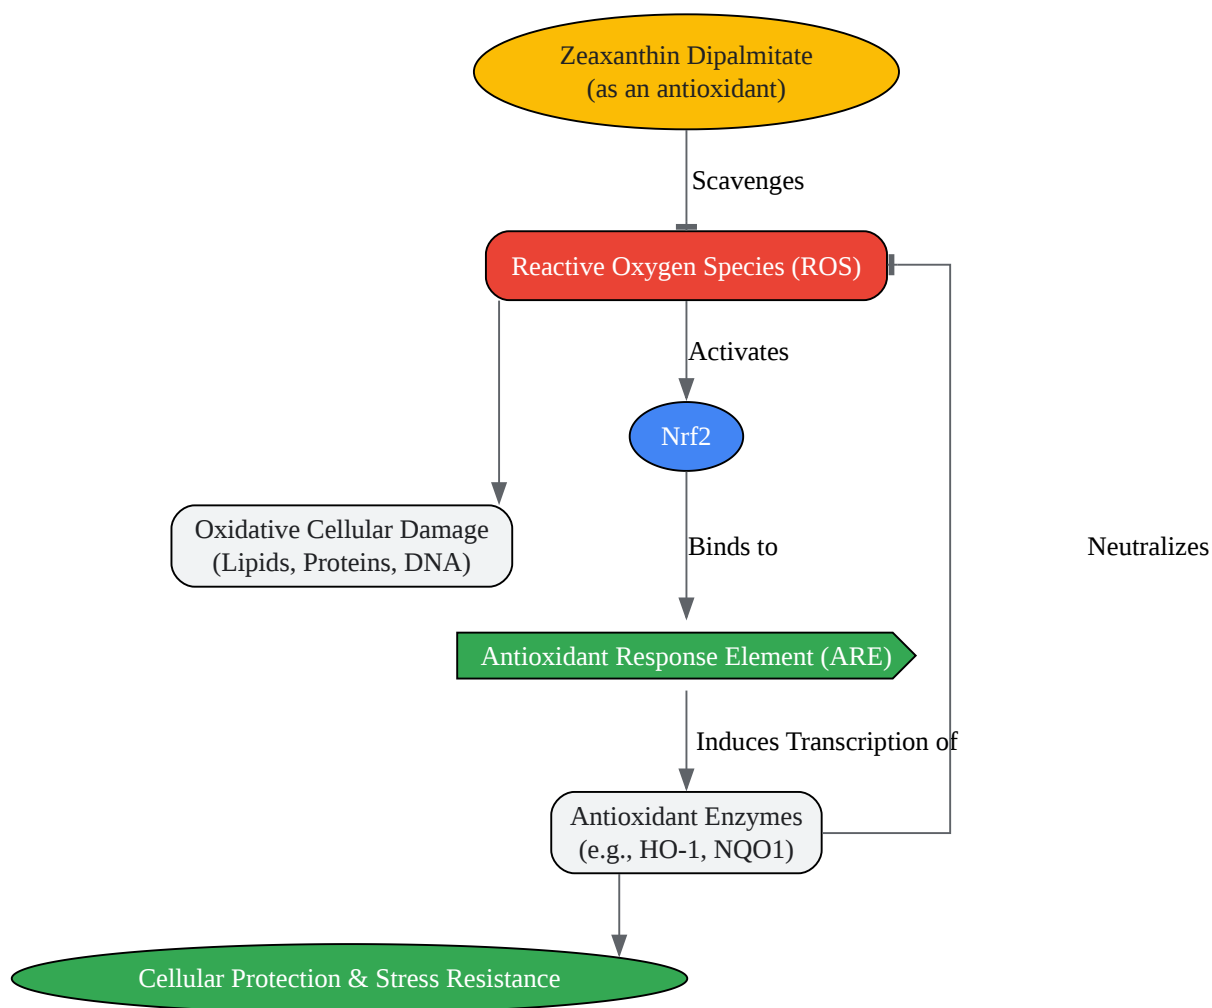 Zeaxanthin Dipalmitate
(as an antioxidant)
Scavenges
Reactive Oxygen Species (ROS)
Activates
Nrf2
Oxidative Cellular Damage
(Lipids, Proteins, DNA)
Binds to
Neutralizes
Antioxidant Response Element (ARE)
Induces Transcription of
Antioxidant Enzymes
(e.g., HO-1, NQO1)
Cellular Protection & Stress Resistance